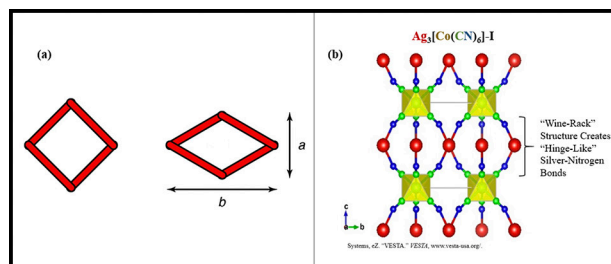 (a)
a
b
Ag3[Co(CN)6]-I
(b)
"Wine-Rack"
Structure Creates
"Hinge-Like"
Silver-Nitrogen
Bonds
c
b
Systems, eZ. "VESTA." VESTA, www.vesta-usa.org/.